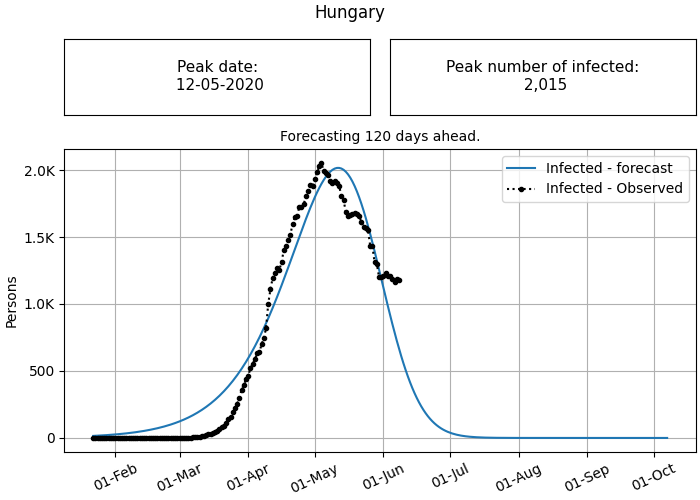 Hungary
Peak date:
12-05-2020
Peak number of infected:
2,015
Forecasting 120 days ahead.
Infected - forecast
Infected - Observed
Persons
2.0K
1.5K
1.0K
500
0
01-Feb
01-Mar
01-Apr
01-May
01-Jun
01-Jul
01-Aug
01-Sep
01-Oct